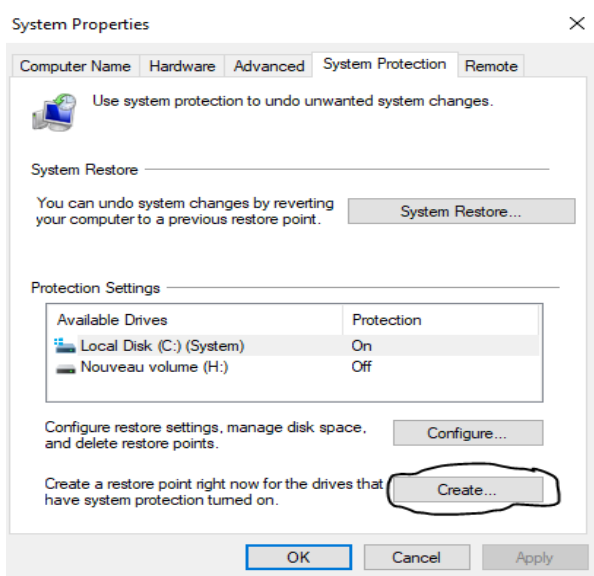 System Properties
Computer Name Hardware Advanced System Protection Remote
Use system protection to undo unwanted system changes.
System Restore
You can undo system changes by reverting
your computer to a previous restore point.
System Restore...
Protection Settings
Available Drives Protection
Local Disk (C:) (System) On
Nouveau volume (H:) Off
Configure restore settings, manage disk space,
and delete restore points.
Configure...
Create a restore point right now for the drives that
have system protection turned on.
Create...
OK Cancel Apply